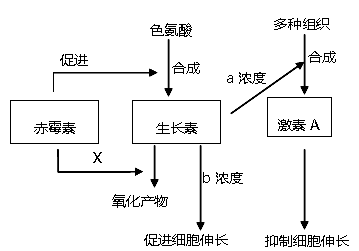 色氨酸
多种组织
促进
合成
合成
a 浓度
赤霉素
生长素
激素 A
X
b 浓度
氧化产物
促进细胞伸长
抑制细胞伸长